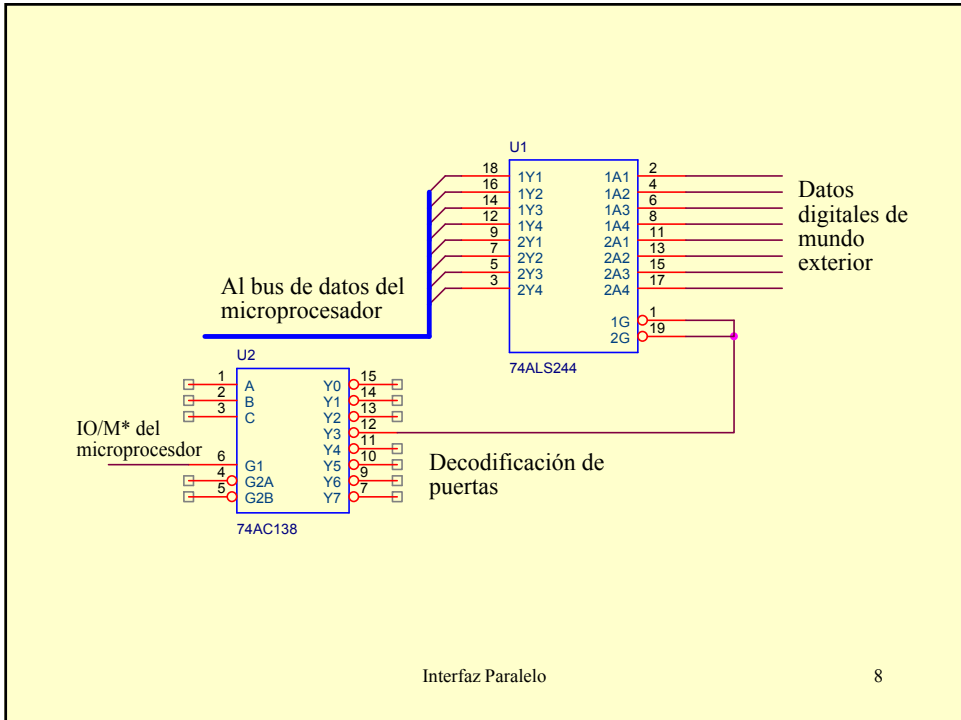 U1
18 1Y1 1A1 2
16 1Y2 1A2 4
14 1Y3 1A3 6
12 1Y4 1A4 8
9 2Y1 2A1 11
7 2Y2 2A2 13
5 2Y3 2A3 15
3 2Y4 2A4 17
1G 1
2G 19
74ALS244
Datos
digitales de
mundo
exterior
Al bus de datos del
microprocesador
U2
1 A Y0 15
2 B Y1 14
3 C Y2 13
Y3 12
Y4 11
6 G1 Y5 10
4 G2A Y6 9
5 G2B Y7 7
74AC138
IO/M* del
microprocesdor
Decodificación de
puertas
Interfaz Paralelo
8